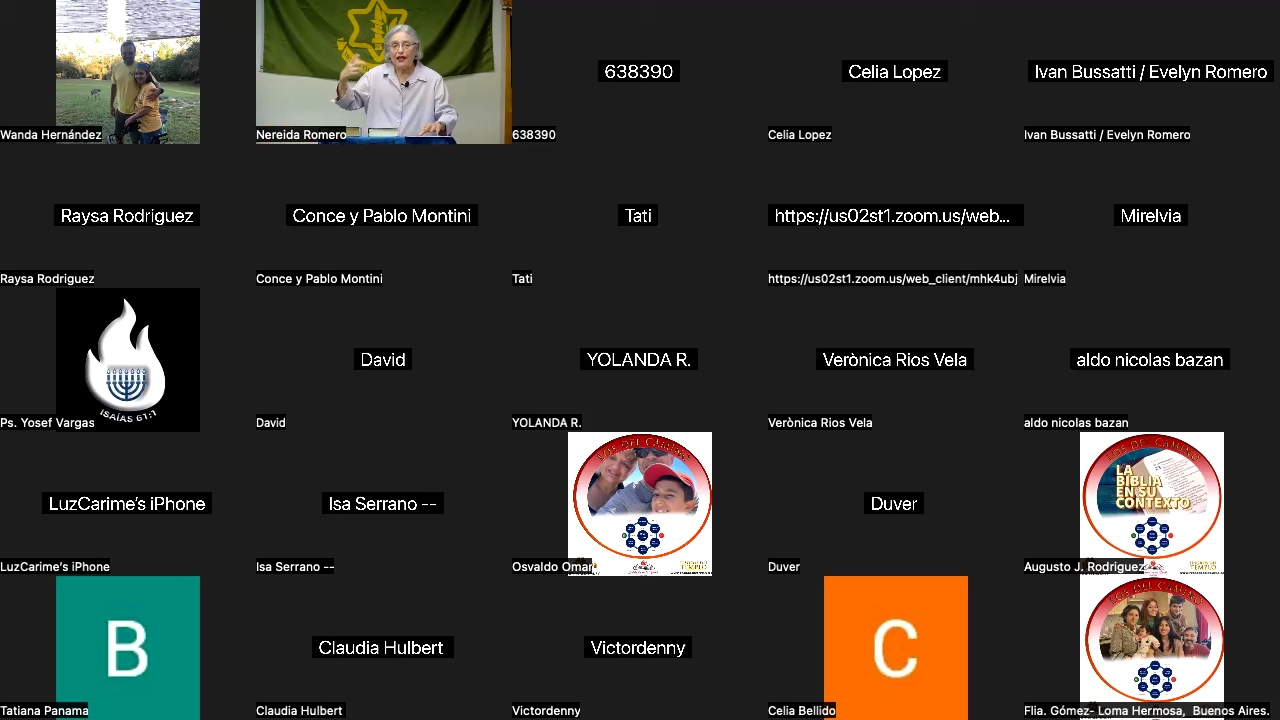 638390
Celia Lopez
Ivan Bussatti / Evelyn Romero
Wanda Hernández
Nereida Romero
638390
Celia Lopez
Ivan Bussatti / Evelyn Romero
Raysa Rodriguez
Conce y Pablo Montini
Tati
https://us02st1.zoom.us/web...
Mirelvia
Raysa Rodriguez
Conce y Pablo Montini
Tati
https://us02st1.zoom.us/web_client/mhk4ubj
Mirelvia
ISAÍAS 61:1
David
YOLANDA R.
Verònica Rios Vela
aldo nicolas bazan
Ps. Yosef Vargas
David
YOLANDA R.
Verònica Rios Vela
aldo nicolas bazan
LA
BIBLIA
EN SU
CONTEXTO
LuzCarime's iPhone
Isa Serrano --
Duver
LuzCarime's iPhone
Isa Serrano --
Osvaldo Omar
Duver
Augusto J. Rodriguez
B
Claudia Hulbert
Victordenny
C
Tatiana Panama
Claudia Hulbert
Victordenny
Celia Bellido
Flia. Gómez- Loma Hermosa, Buenos Aires.